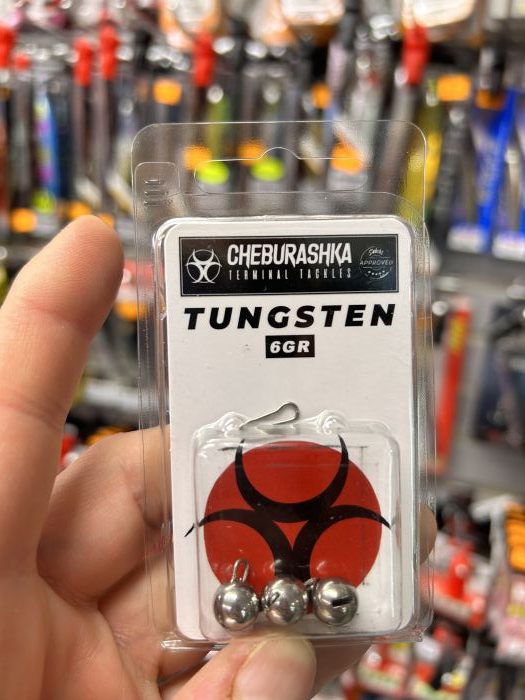 CHEBURASHKA
TERMINAL TACKLES
APPROVED
TUNGSTEN
6GR